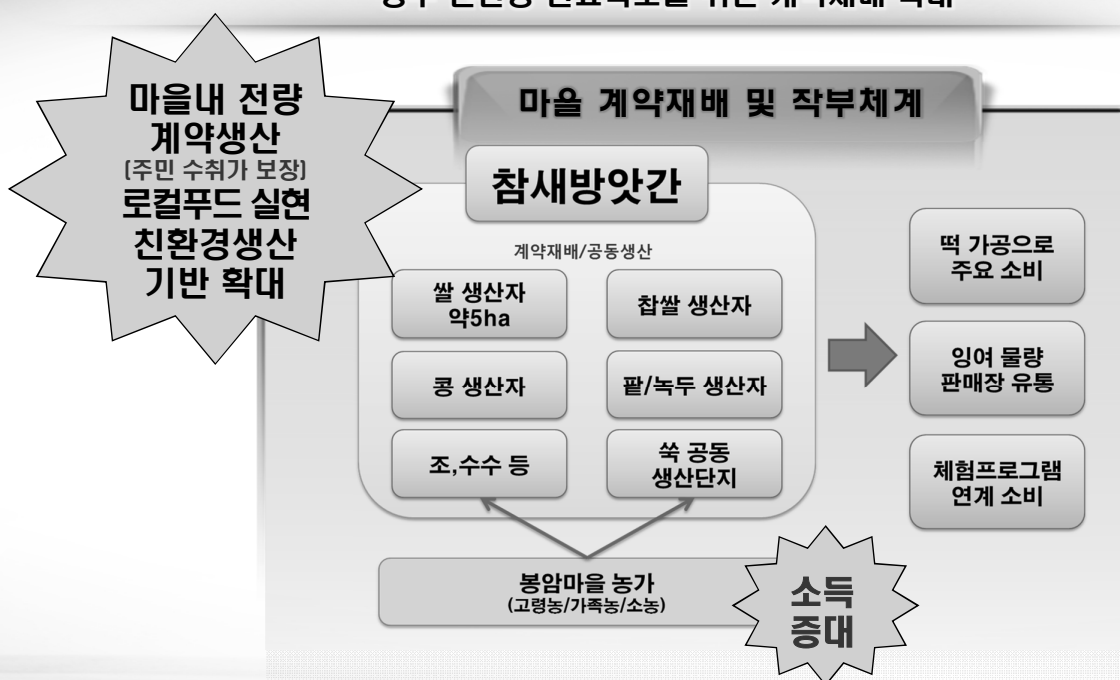 마을 계약재배 및 작부체계
마을내 전량
계약생산
(주민 수취가 보장)
로컬푸드 실현
친환경생산
기반 확대
참새방앗간
계약재배/공동생산
쌀 생산자
약5ha
찹쌀 생산자
콩 생산자
팥/녹두 생산자
조,수수 등
쑥 공동
생산단지
떡 가공으로
주요 소비
잉여 물량
판매장 유통
체험프로그램
연계 소비
봉암마을 농가
(고령농/가족농/소농)
소득
증대